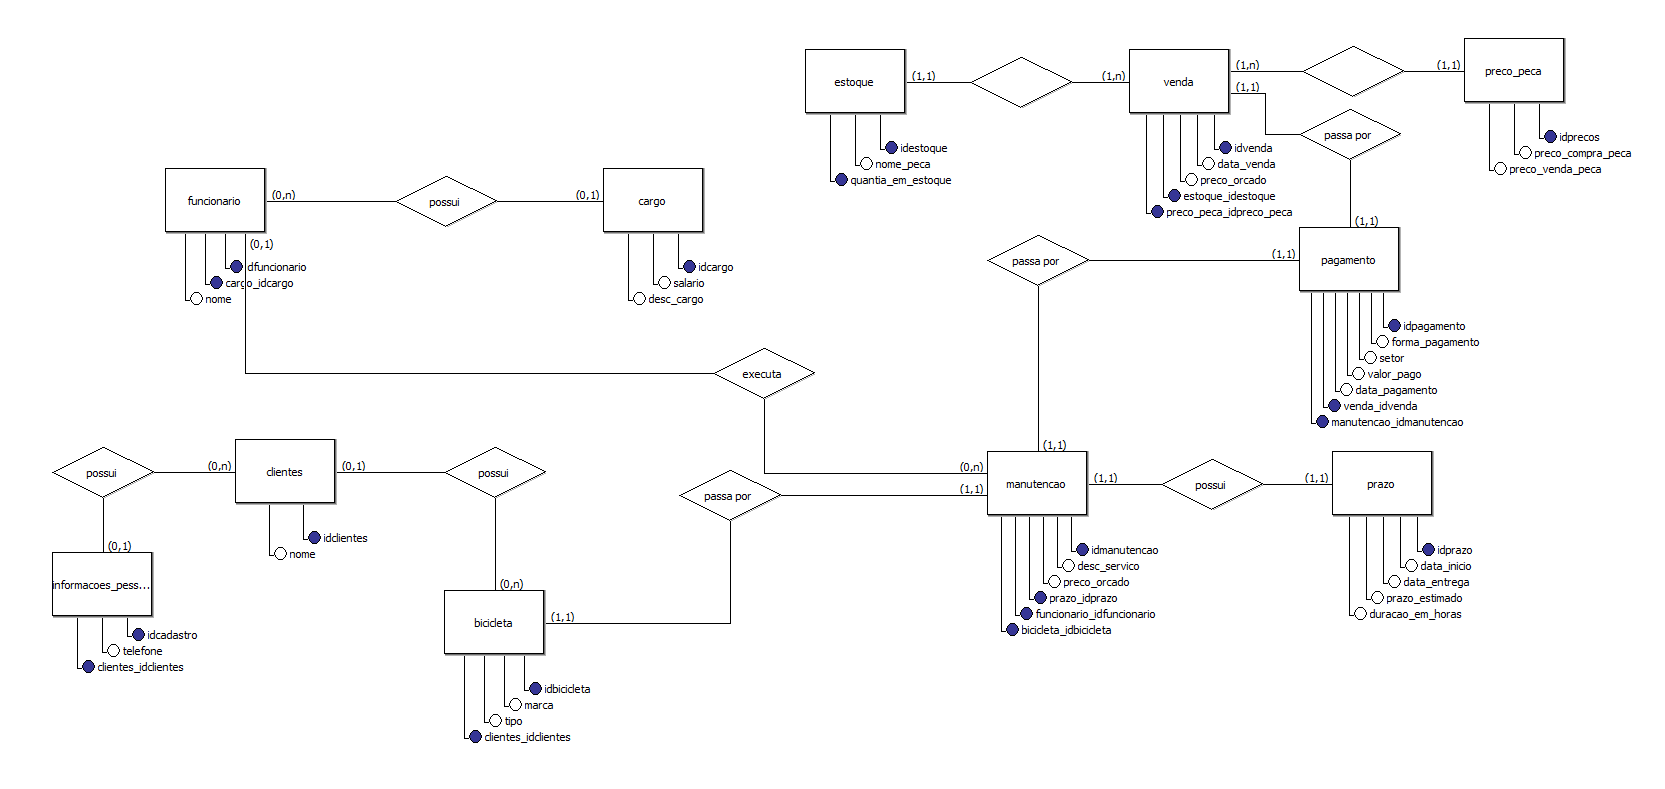 estoque
(1,1)
(1,n)
venda
(1,n)
(1,1)
(1,1)
preco_peca
passa por
idestoque
nome_peca
quantia_em_estoque
idvenda
data_venda
preco_orcado
estoque_idestoque
preco_peca_idpreco_peca
idprecos
preco_compra_peca
preco_venda_peca
funcionario
(0,n)
possui
(0,1)
cargo
(0,1)
dfuncionario
cargo_idcargo
nome
idcargo
salario
desc_cargo
(1,1)
passa por
(1,1)
pagamento
idpagamento
forma_pagamento
setor
valor_pago
data_pagamento
venda_idvenda
manutencao_idmanutencao
executa
possui
(0,n)
clientes
(0,1)
possui
(1,1)
(0,n)
(1,1)
passa por
manutencao
(1,1)
possui
(1,1)
prazo
idclientes
nome
(0,1)
informacoes_pess...
idcadastro
telefone
clientes_idclientes
(0,n)
bicicleta
(1,1)
idbicicleta
marca
tipo
clientes_idclientes
idmanutencao
desc_servico
preco_orcado
prazo_idprazo
funcionario_idfuncionario
bicicleta_idbicicleta
idprazo
data_inicio
data_entrega
prazo_estimado
duracao_em_horas